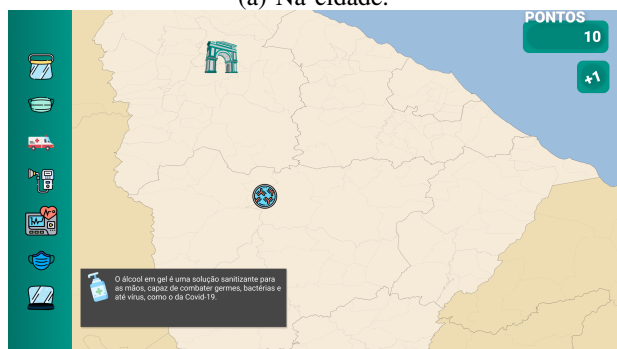 (a) Na cidade.
PONTOS
10
+1
O álcool em gel é uma solução sanitizante para
as mãos, capaz de combater germes, bactérias e
até vírus, como o da Covid-19.